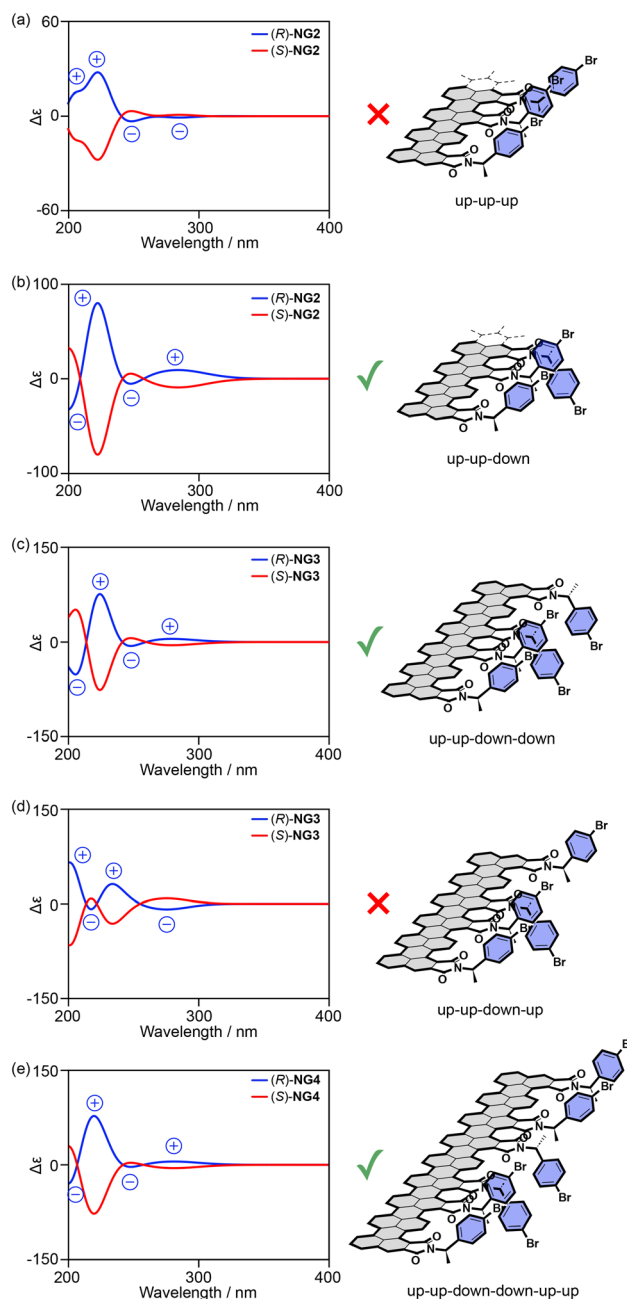 (a)
60
0
-60
Δε
(R)-NG2
(S)-NG2
+ +
− −
200 300 400
Wavelength / nm
Br
Br
Br
O
O
N
O
N
O
N
O
up-up-up
(b)
100
0
-100
Δε
(R)-NG2
(S)-NG2
+ +
− −
200 300 400
Wavelength / nm
Br
Br
Br
O
O
N
O
N
O
N
O
up-up-down
(c)
150
0
-150
Δε
(R)-NG3
(S)-NG3
+ +
− −
200 300 400
Wavelength / nm
O
N
O
Br
Br
Br
Br
O
O
N
O
N
O
N
O
up-up-down-down
(d)
150
0
-150
Δε
(R)-NG3
(S)-NG3
+ +
− −
200 300 400
Wavelength / nm
Br
O
N
O
Br
Br
Br
O
O
N
O
N
O
N
O
up-up-down-up
(e)
150
0
-150
Δε
(R)-NG4
(S)-NG4
+ +
− −
200 300 400
Wavelength / nm
Br
Br
Br
O
N
O
N
O
O
N
O
Br
Br
Br
O
O
N
O
N
O
N
O
up-up-down-down-up-up